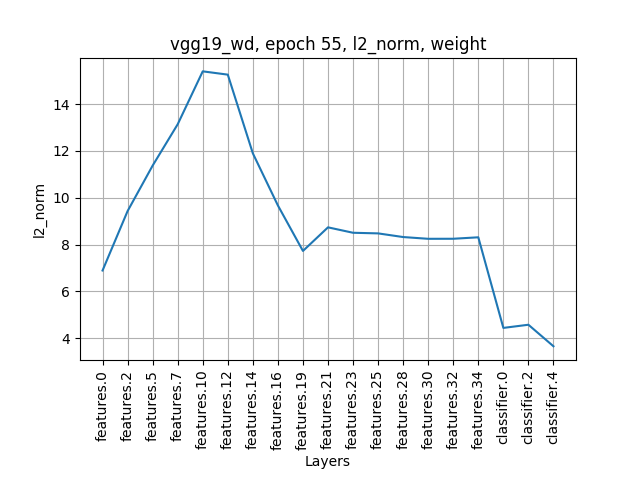 vgg19_wd, epoch 55, l2_norm, weight
14
12
10
8
6
4
l2_norm
features.0
features.2
features.5
features.7
features.10
features.12
features.14
features.16
features.19
features.21
features.23
features.25
features.28
features.30
features.32
features.34
classifier.0
classifier.2
classifier.4
Layers